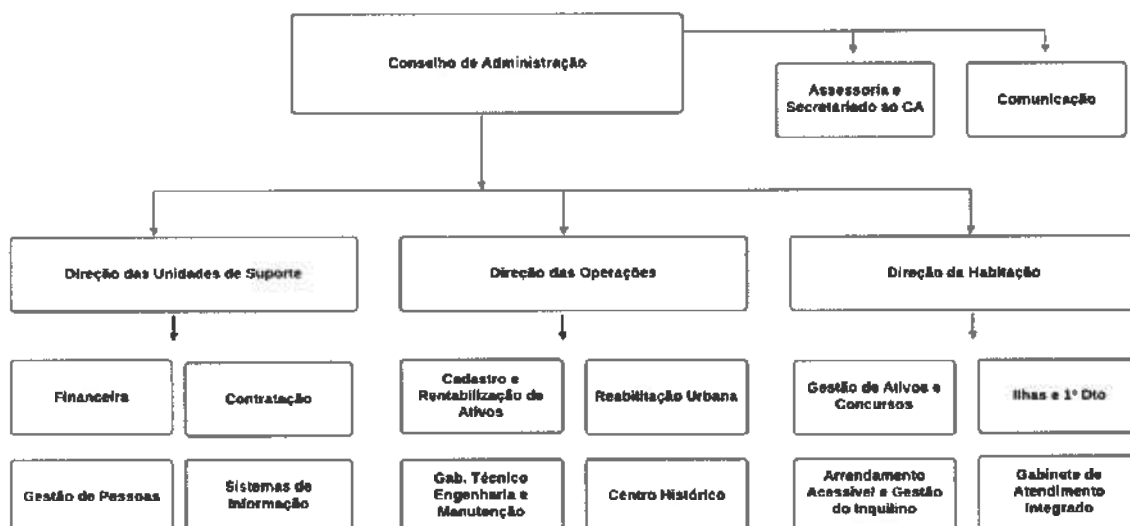 Conselho de Administração
Assessoria e
Secretariado ao CA
Comunicação
Direção das Unidades de Suporte
Direção das Operações
Direção da Habitação
Financeira
Contratação
Cadastro e
Rentabilização de
Ativos
Reabilitação Urbana
Gestão de Ativos e
Concursos
Ilhas e 1º Dto
Gestão de Pessoas
Sistemas de
Informação
Gab. Técnico
Engenharia e
Manutenção
Centro Histórico
Arrendamento
Acessível e Gestão
do Inquilino
Gabinete de
Atendimento
Integrado